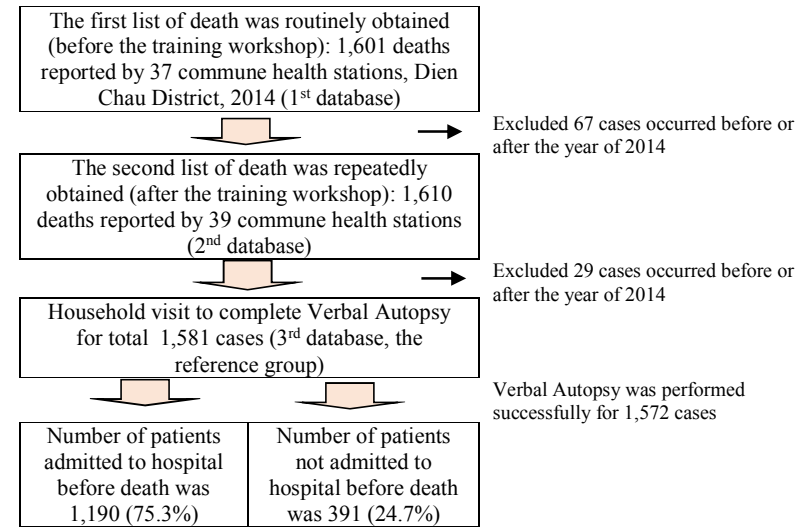 The first list of death was routinely obtained
(before the training workshop): 1,601 deaths
reported by 37 commune health stations, Dien
Chau District, 2014 (1st database)
Excluded 67 cases occurred before or
after the year of 2014
The second list of death was repeatedly
obtained (after the training workshop): 1,610
deaths reported by 39 commune health stations
(2nd database)
Excluded 29 cases occurred before or
after the year of 2014
Household visit to complete Verbal Autopsy
for total 1,581 cases (3rd database, the
reference group)
Verbal Autopsy was performed
successfully for 1,572 cases
Number of patients
admitted to hospital
before death was
1,190 (75.3%)
Number of patients
not admitted to
hospital before death
was 391 (24.7%)